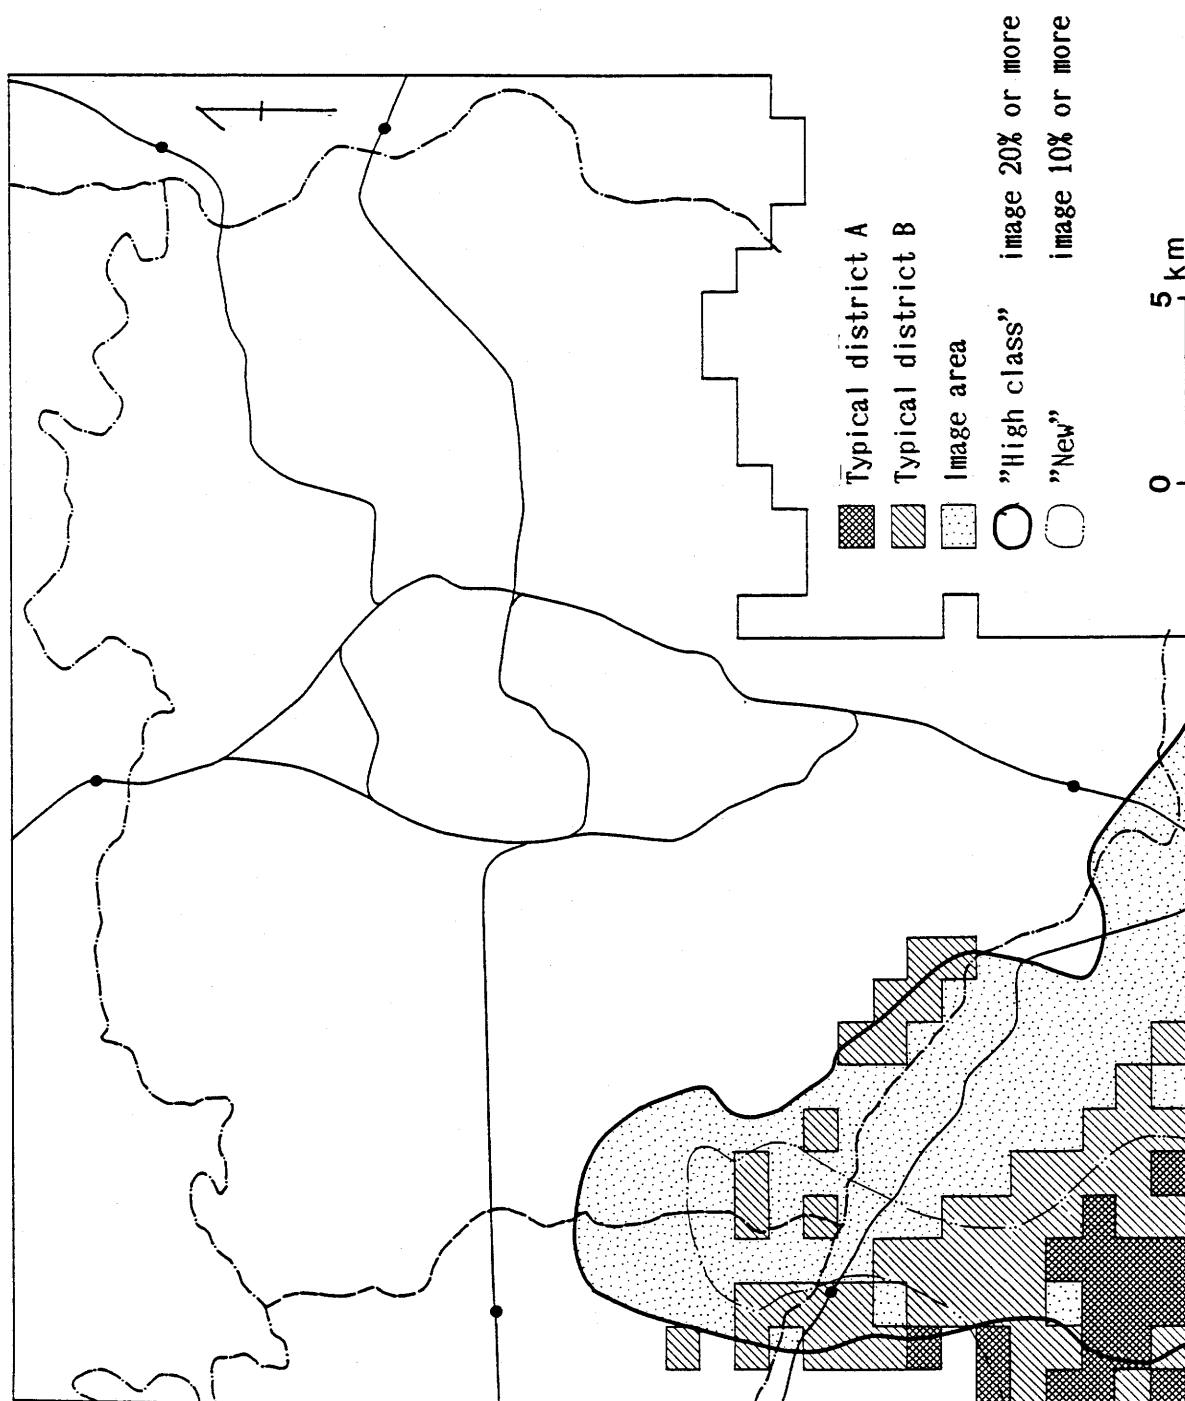 Typical district A
Typical district B
Image area
"High class" image 20% or more
"New" image 10% or more
0 5 km